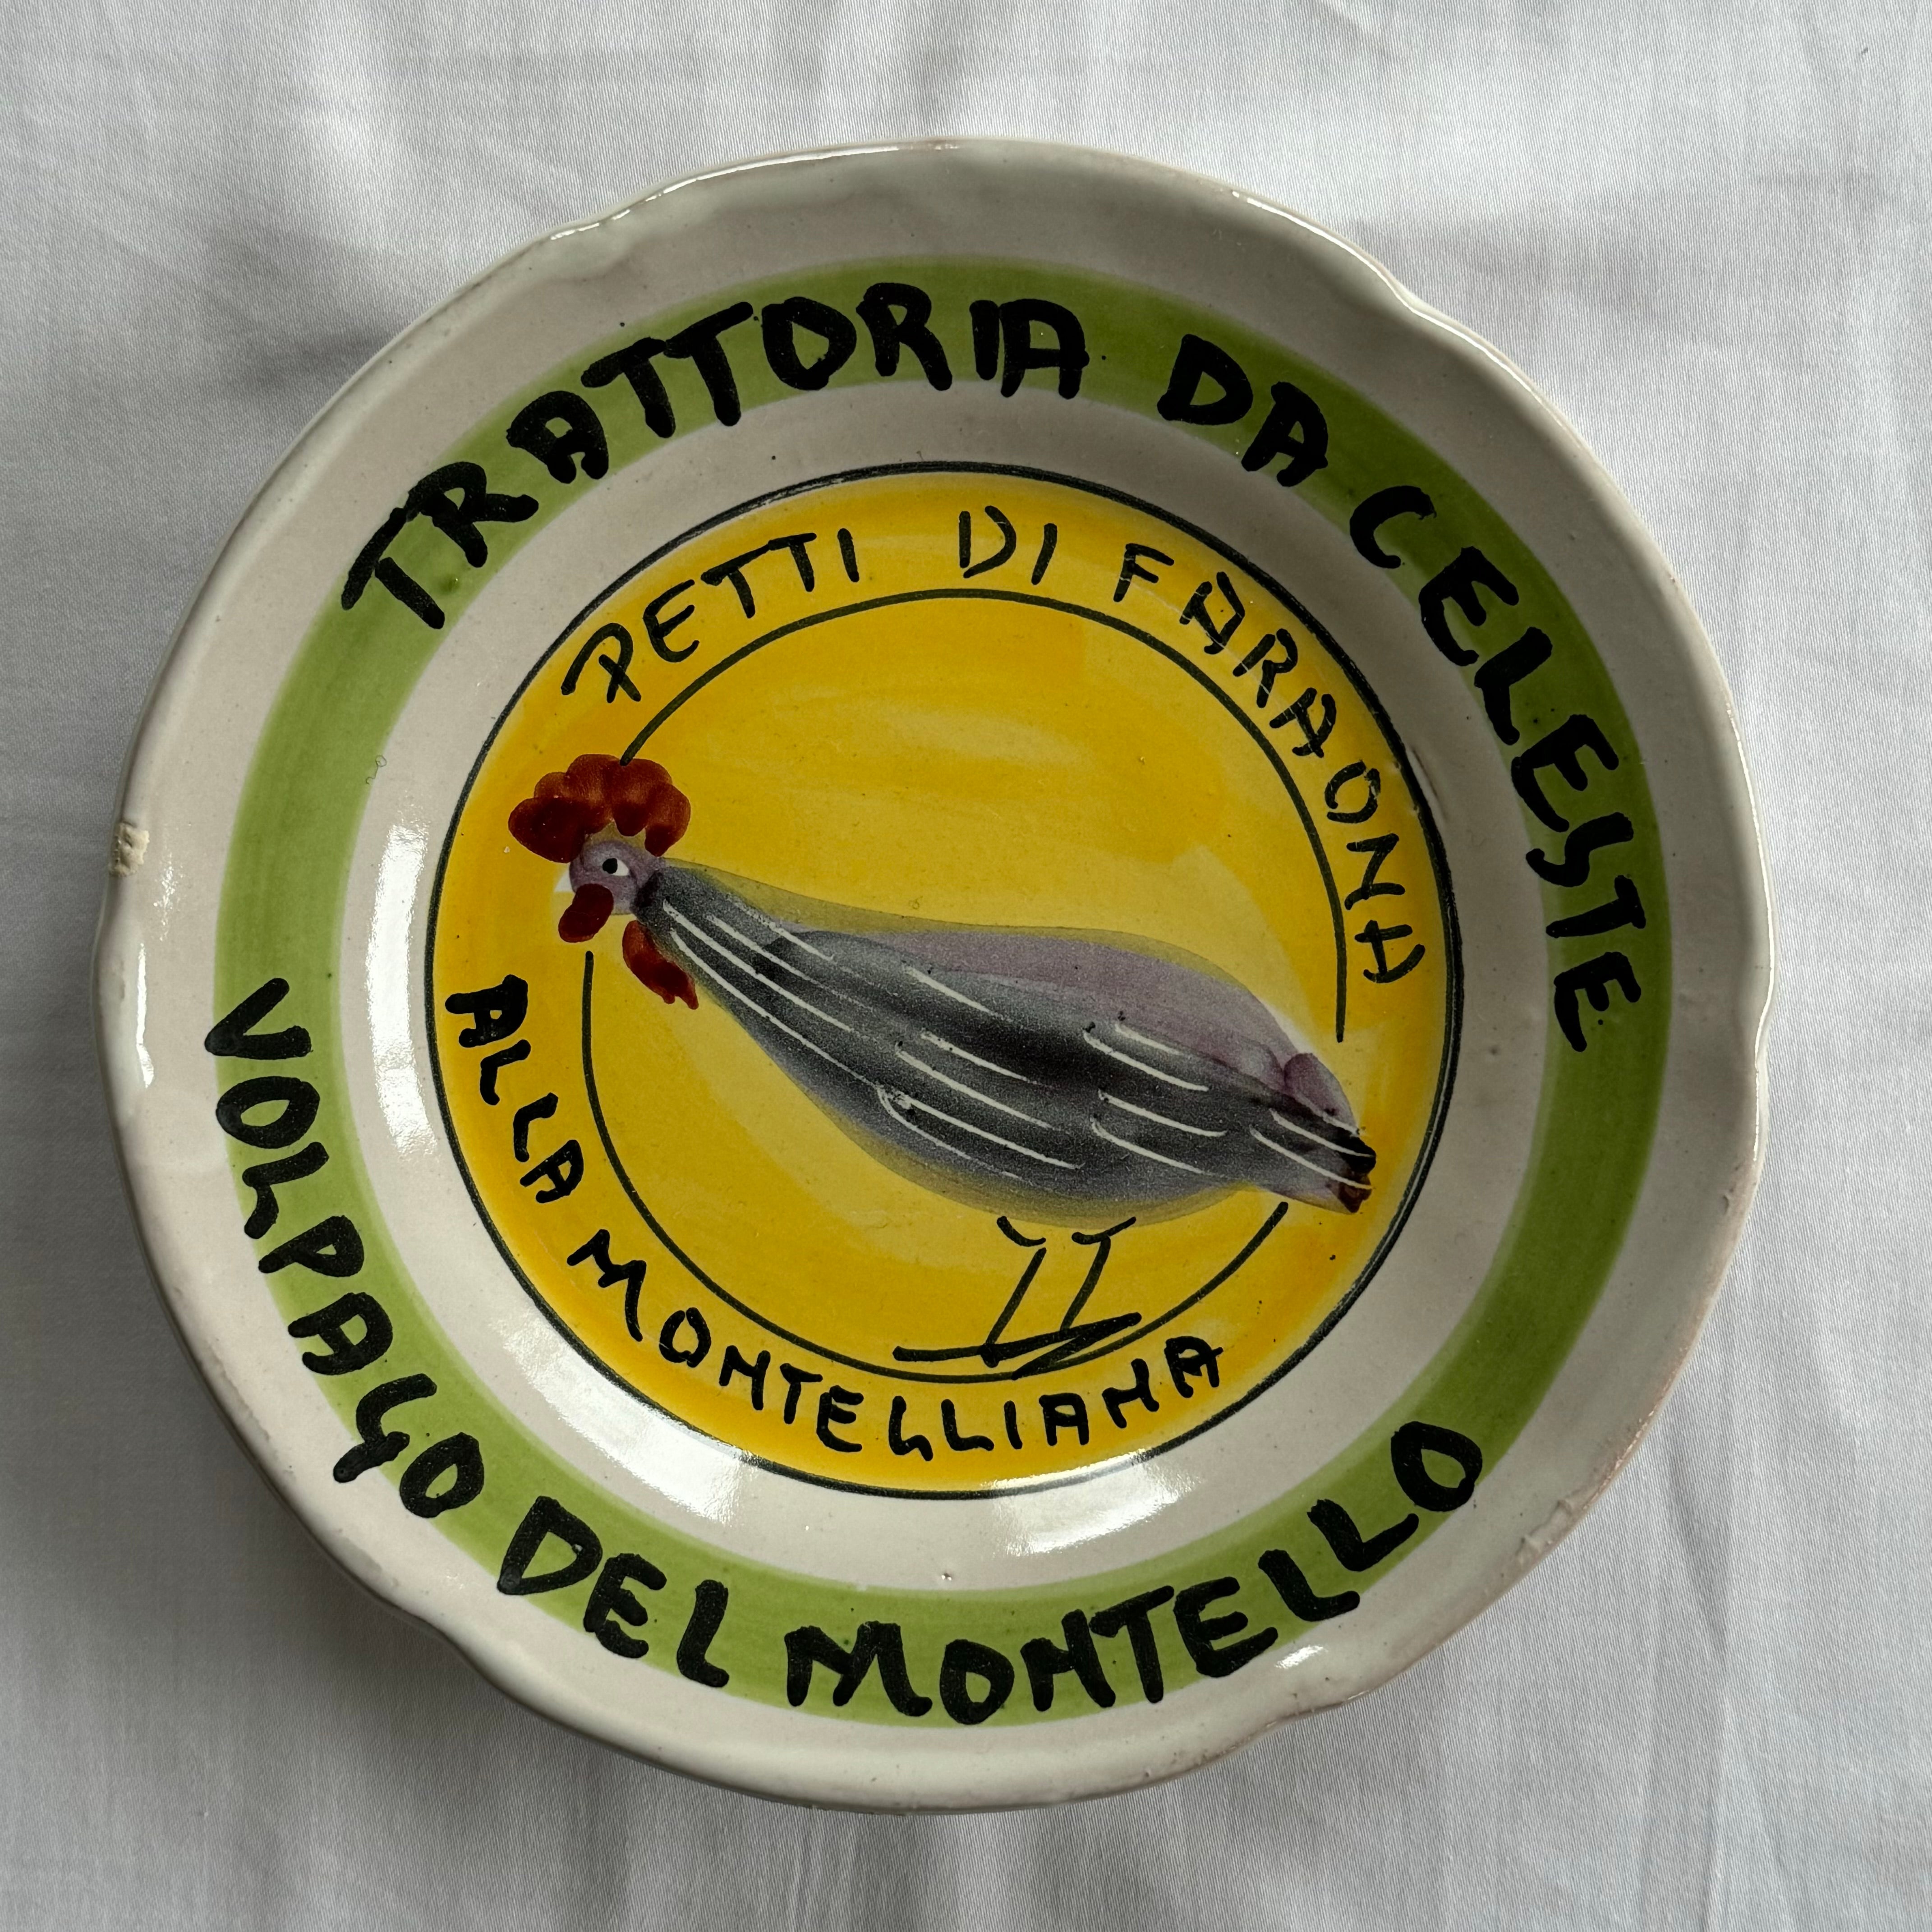 TRATTORIA DA CELESTE
PETTI DI FARAONA
ALLA MONTELLIANA
VOLPAGO DEL MONTELLO